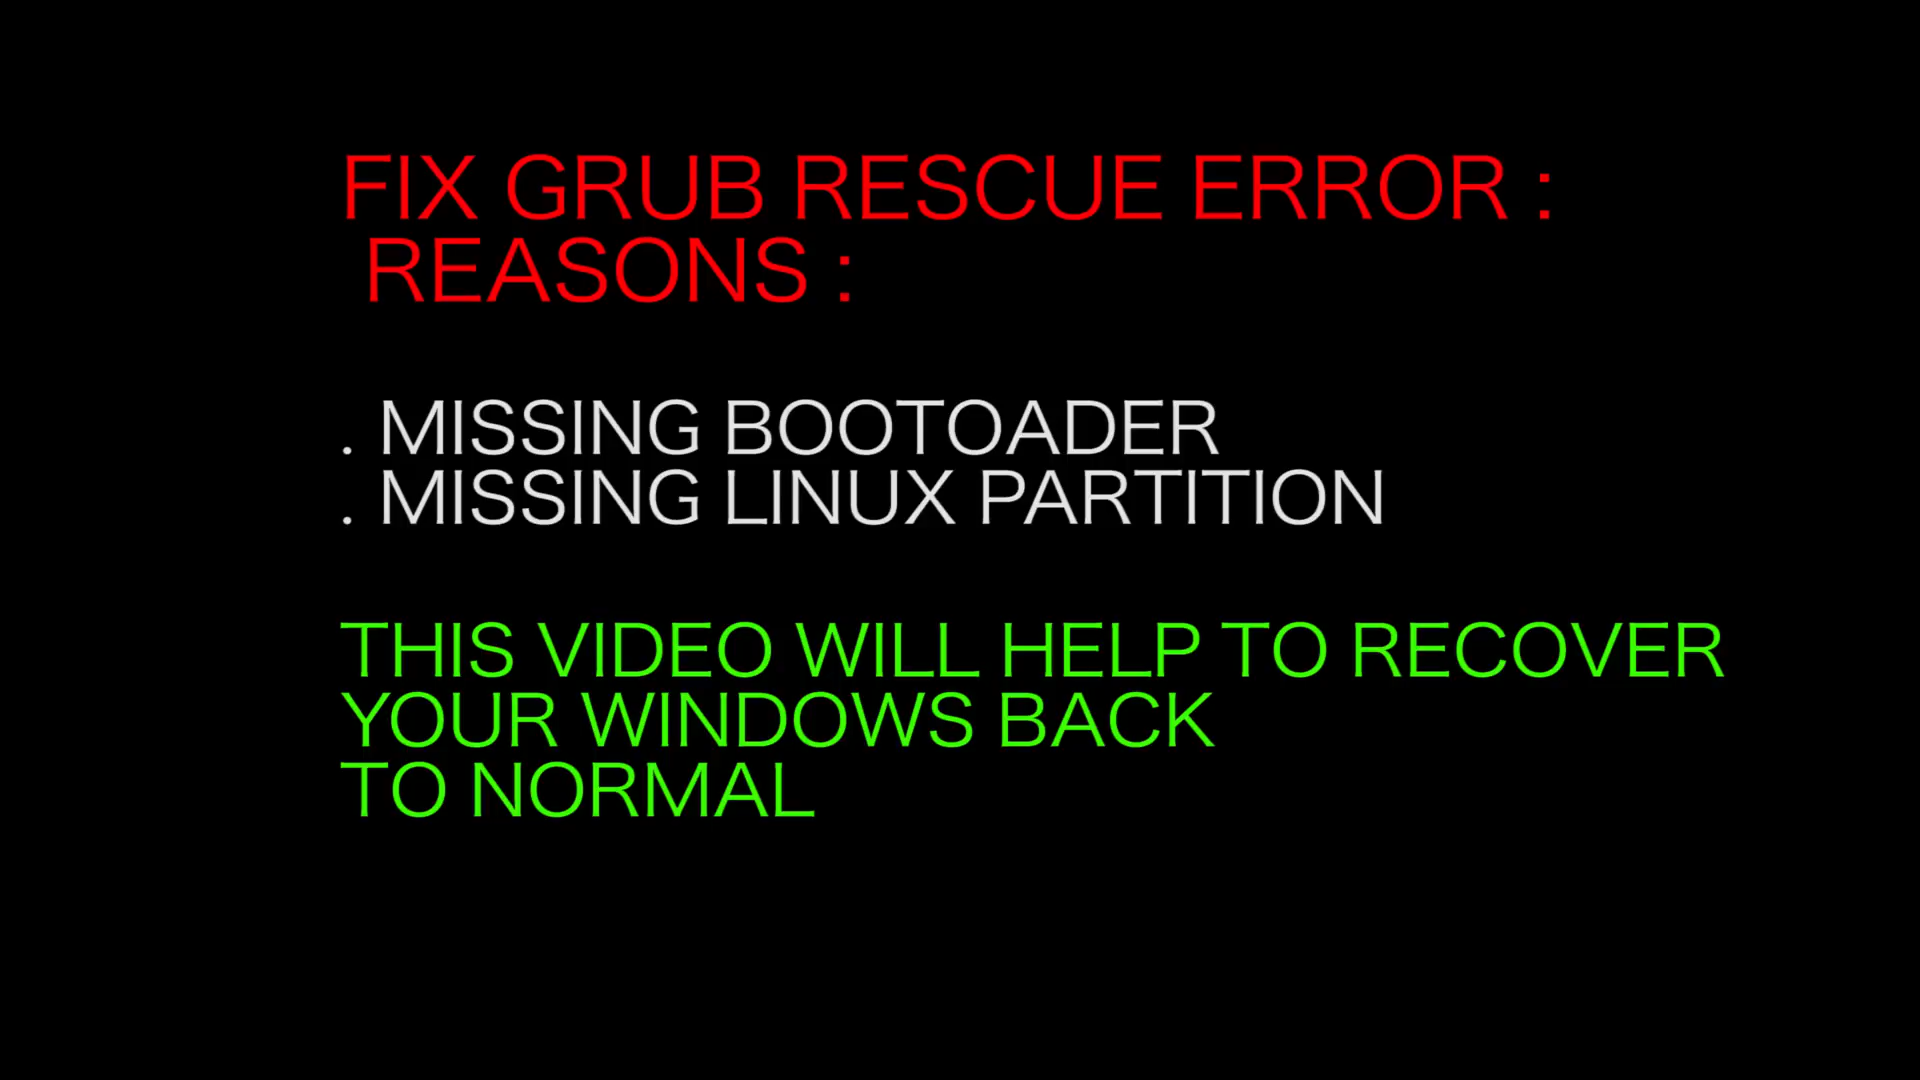 FIX GRUB RESCUE ERROR :
REASONS :
. MISSING BOOTOADER
. MISSING LINUX PARTITION
THIS VIDEO WILL HELP TO RECOVER
YOUR WINDOWS BACK
TO NORMAL